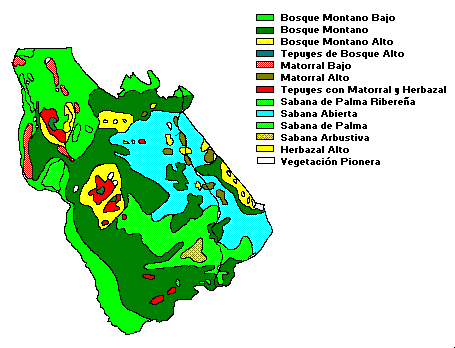 Bosque Montano Bajo
Bosque Montano
Bosque Montano Alto
Tepuyes de Bosque Alto
Matorral Bajo
Matorral Alto
Tepuyes con Matorral y Herbazal
Sabana de Palma Ribereña
Sabana Abierta
Sabana de Palma
Sabana Arbustiva
Herbazal Alto
Vegetación Pionera